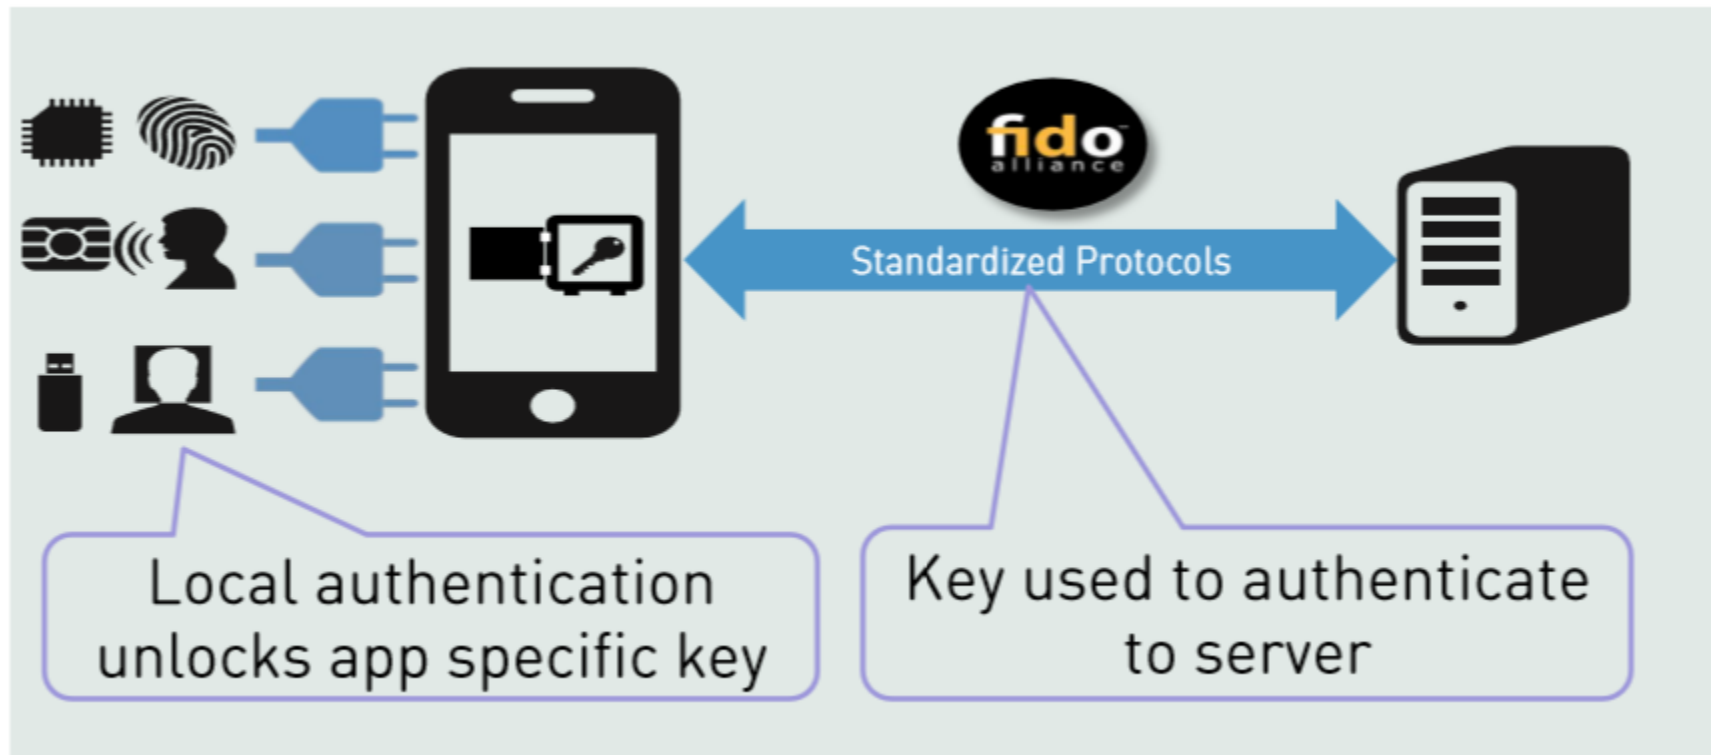 fido
alliance
Standardized Protocols
Local authentication
unlocks app specific key
Key used to authenticate
to server